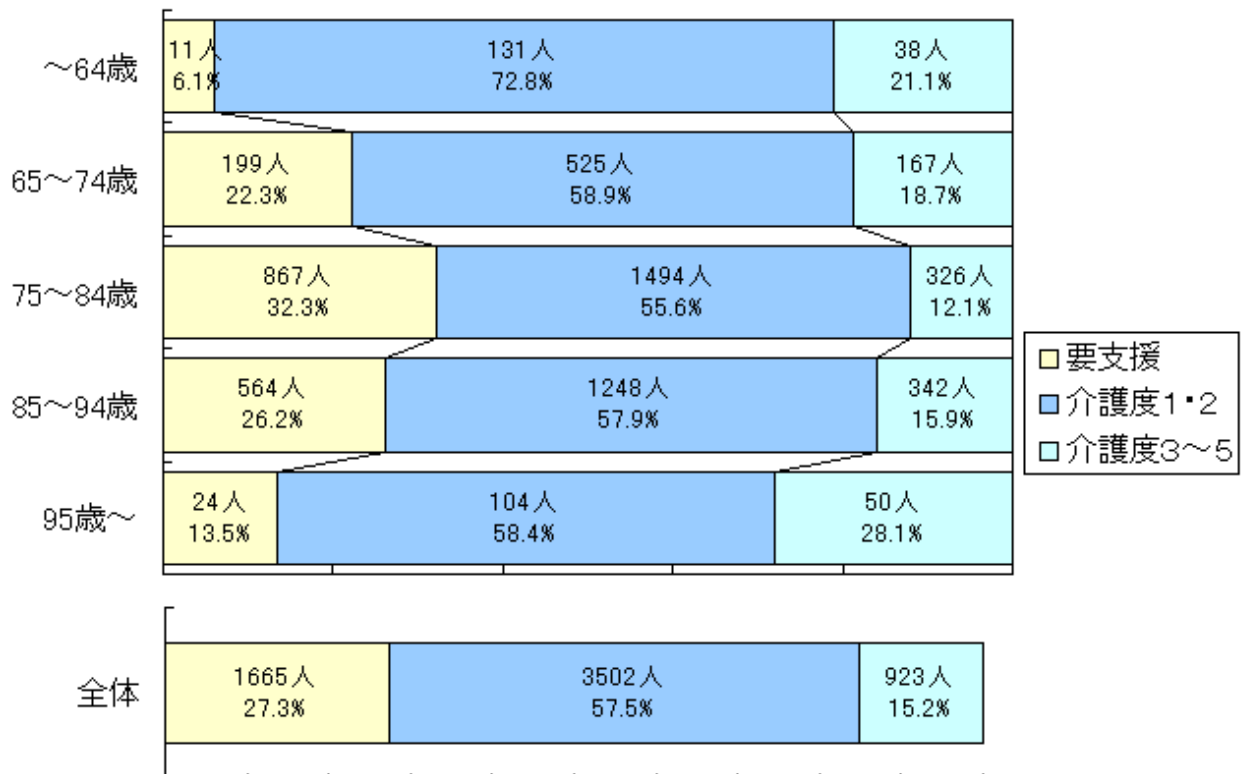 ～64歳
11人
6.1%
131人
72.8%
38人
21.1%
65～74歳
199人
22.3%
525人
58.9%
167人
18.7%
75～84歳
867人
32.3%
1494人
55.6%
326人
12.1%
85～94歳
564人
26.2%
1248人
57.9%
342人
15.9%
95歳～
24人
13.5%
104人
58.4%
50人
28.1%
要支援
介護度1・2
介護度3～5
全体
1665人
27.3%
3502人
57.5%
923人
15.2%